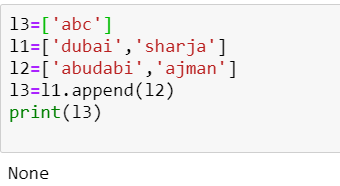 l3=['abc']
l1=['dubai','sharja']
l2=['abudabi','ajman']
l3=l1.append(l2)
print(l3)
None